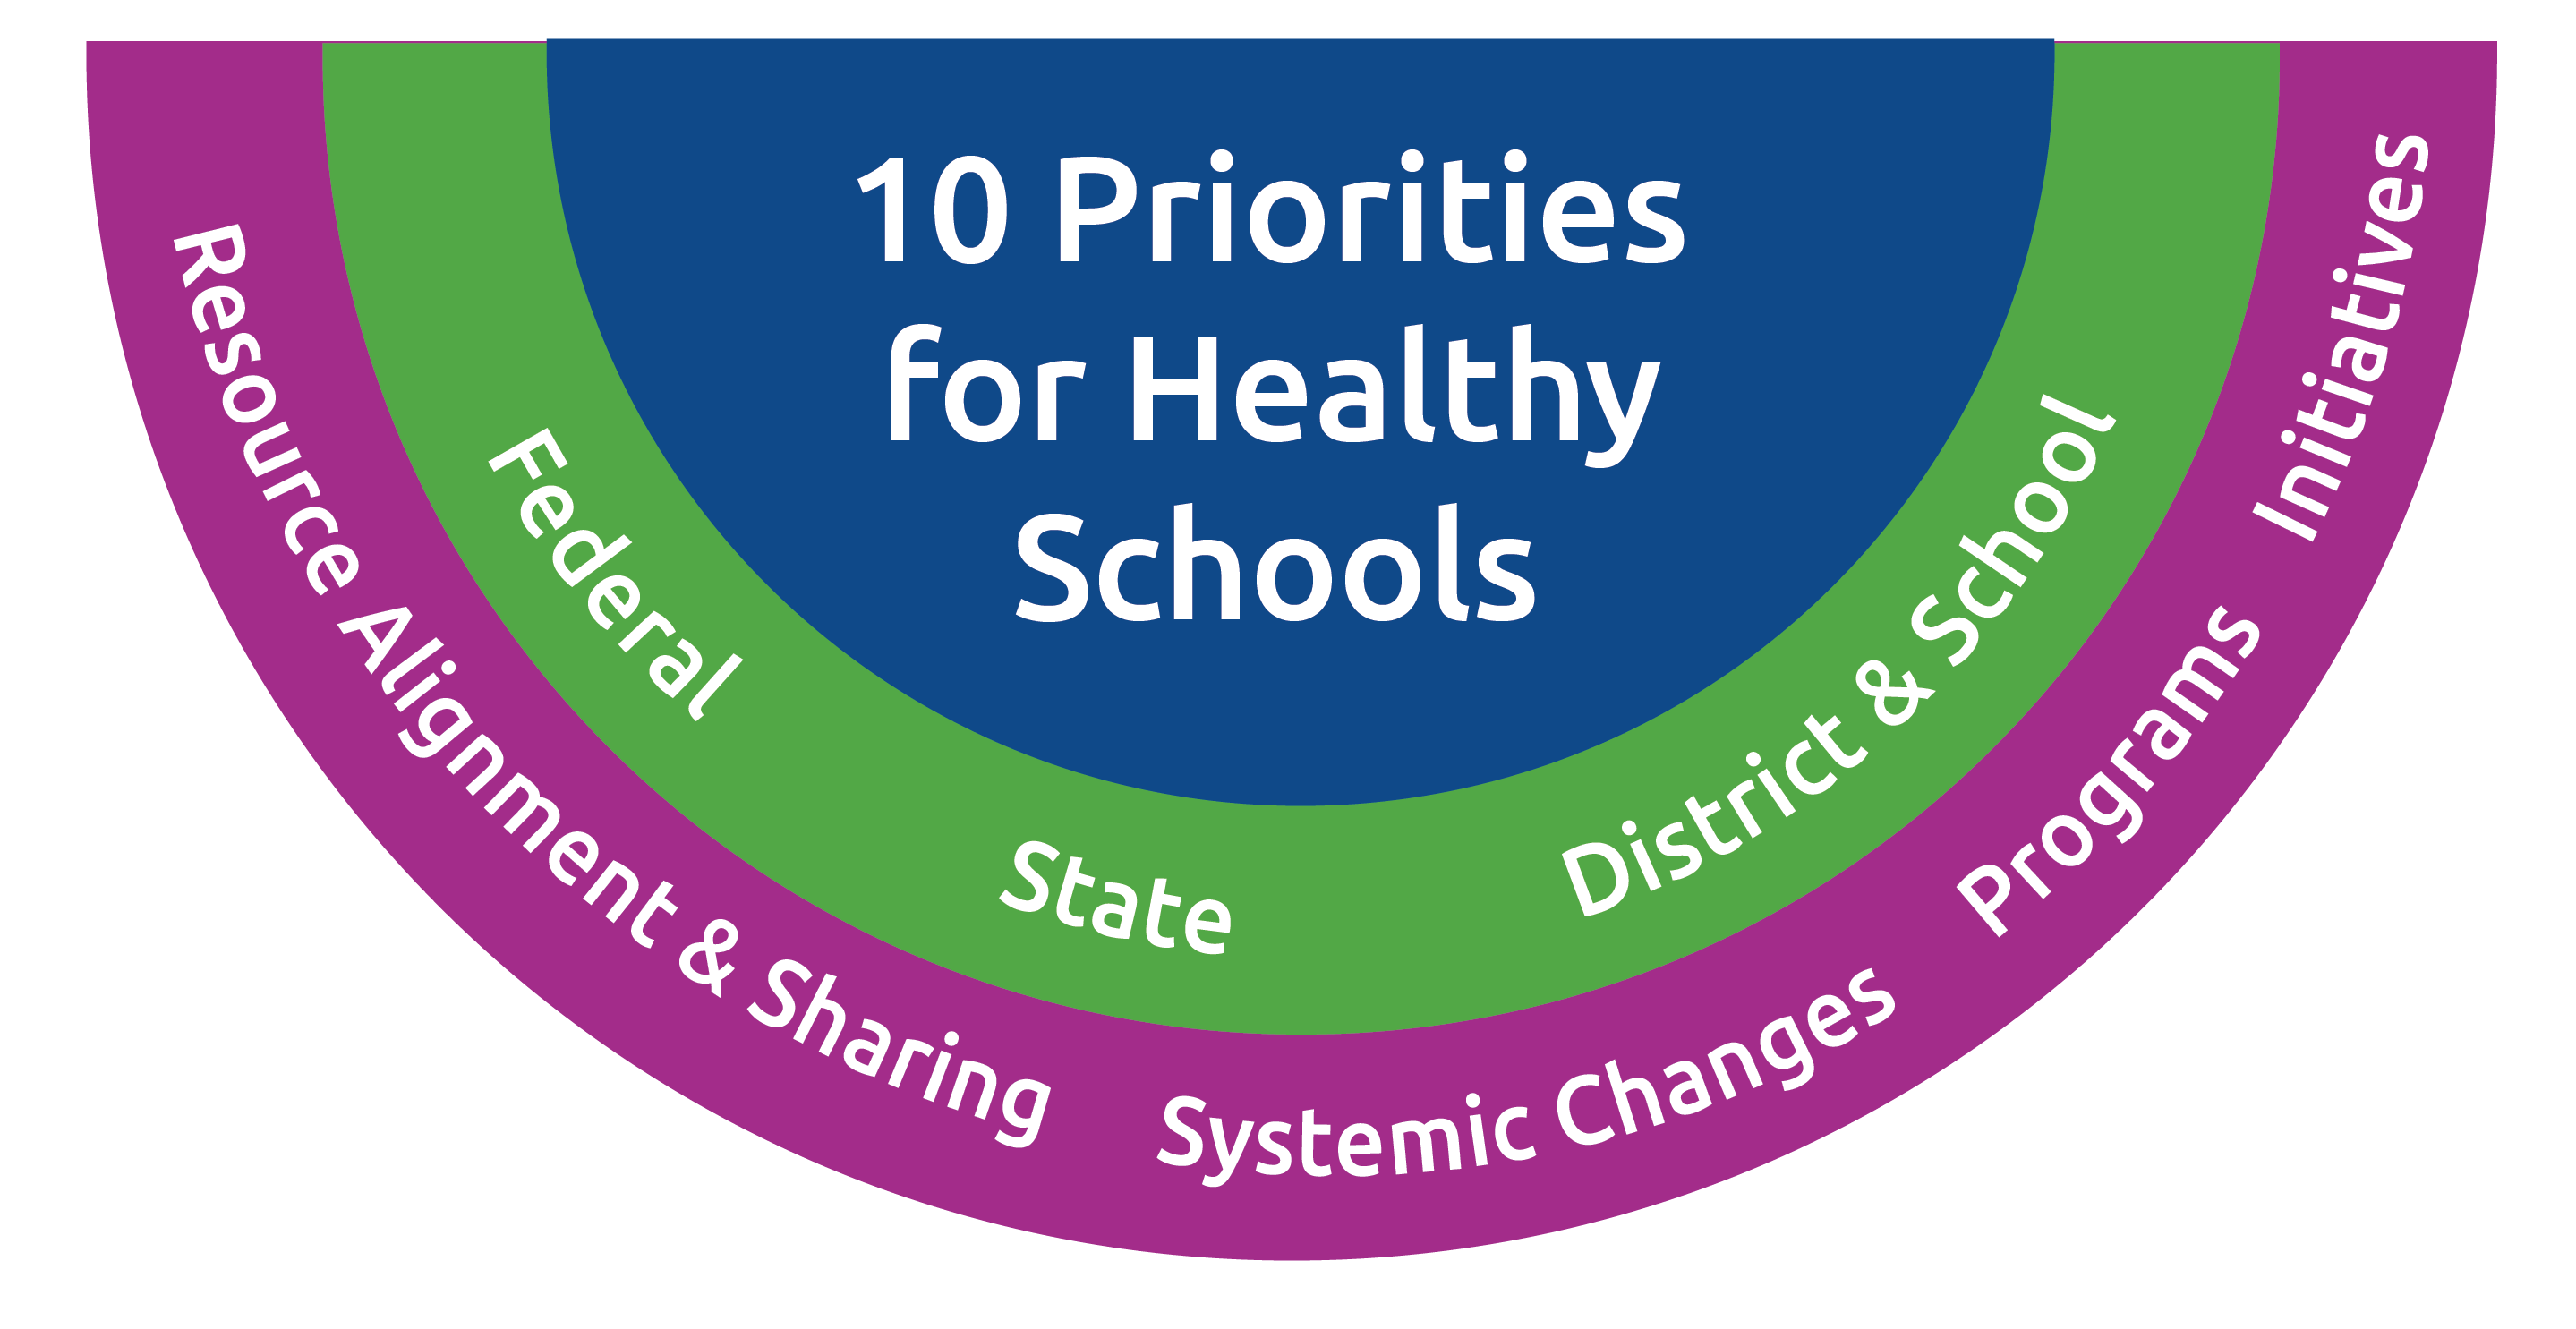 10 Priorities
for Healthy
Schools
Federal
State
District & School
Resource Alignment & Sharing
Systemic Changes
Programs
Initiatives